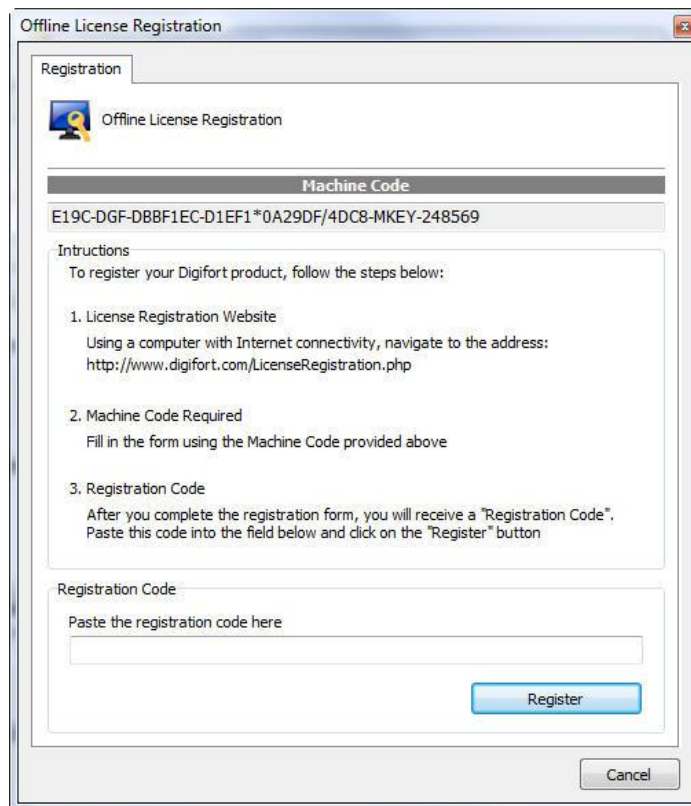 Offline License Registration
Registration
Offline License Registration
Machine Code
E19C-DGF-DBBF1EC-D1EF1*0A29DF/4DC8-MKEY-248569
Intructions
To register your Digifort product, follow the steps below:
1. License Registration Website
Using a computer with Internet connectivity, navigate to the address:
http://www.digifort.com/LicenseRegistration.php
2. Machine Code Required
Fill in the form using the Machine Code provided above
3. Registration Code
After you complete the registration form, you will receive a "Registration Code".
Paste this code into the field below and click on the "Register" button
Registration Code
Paste the registration code here
Register
Cancel